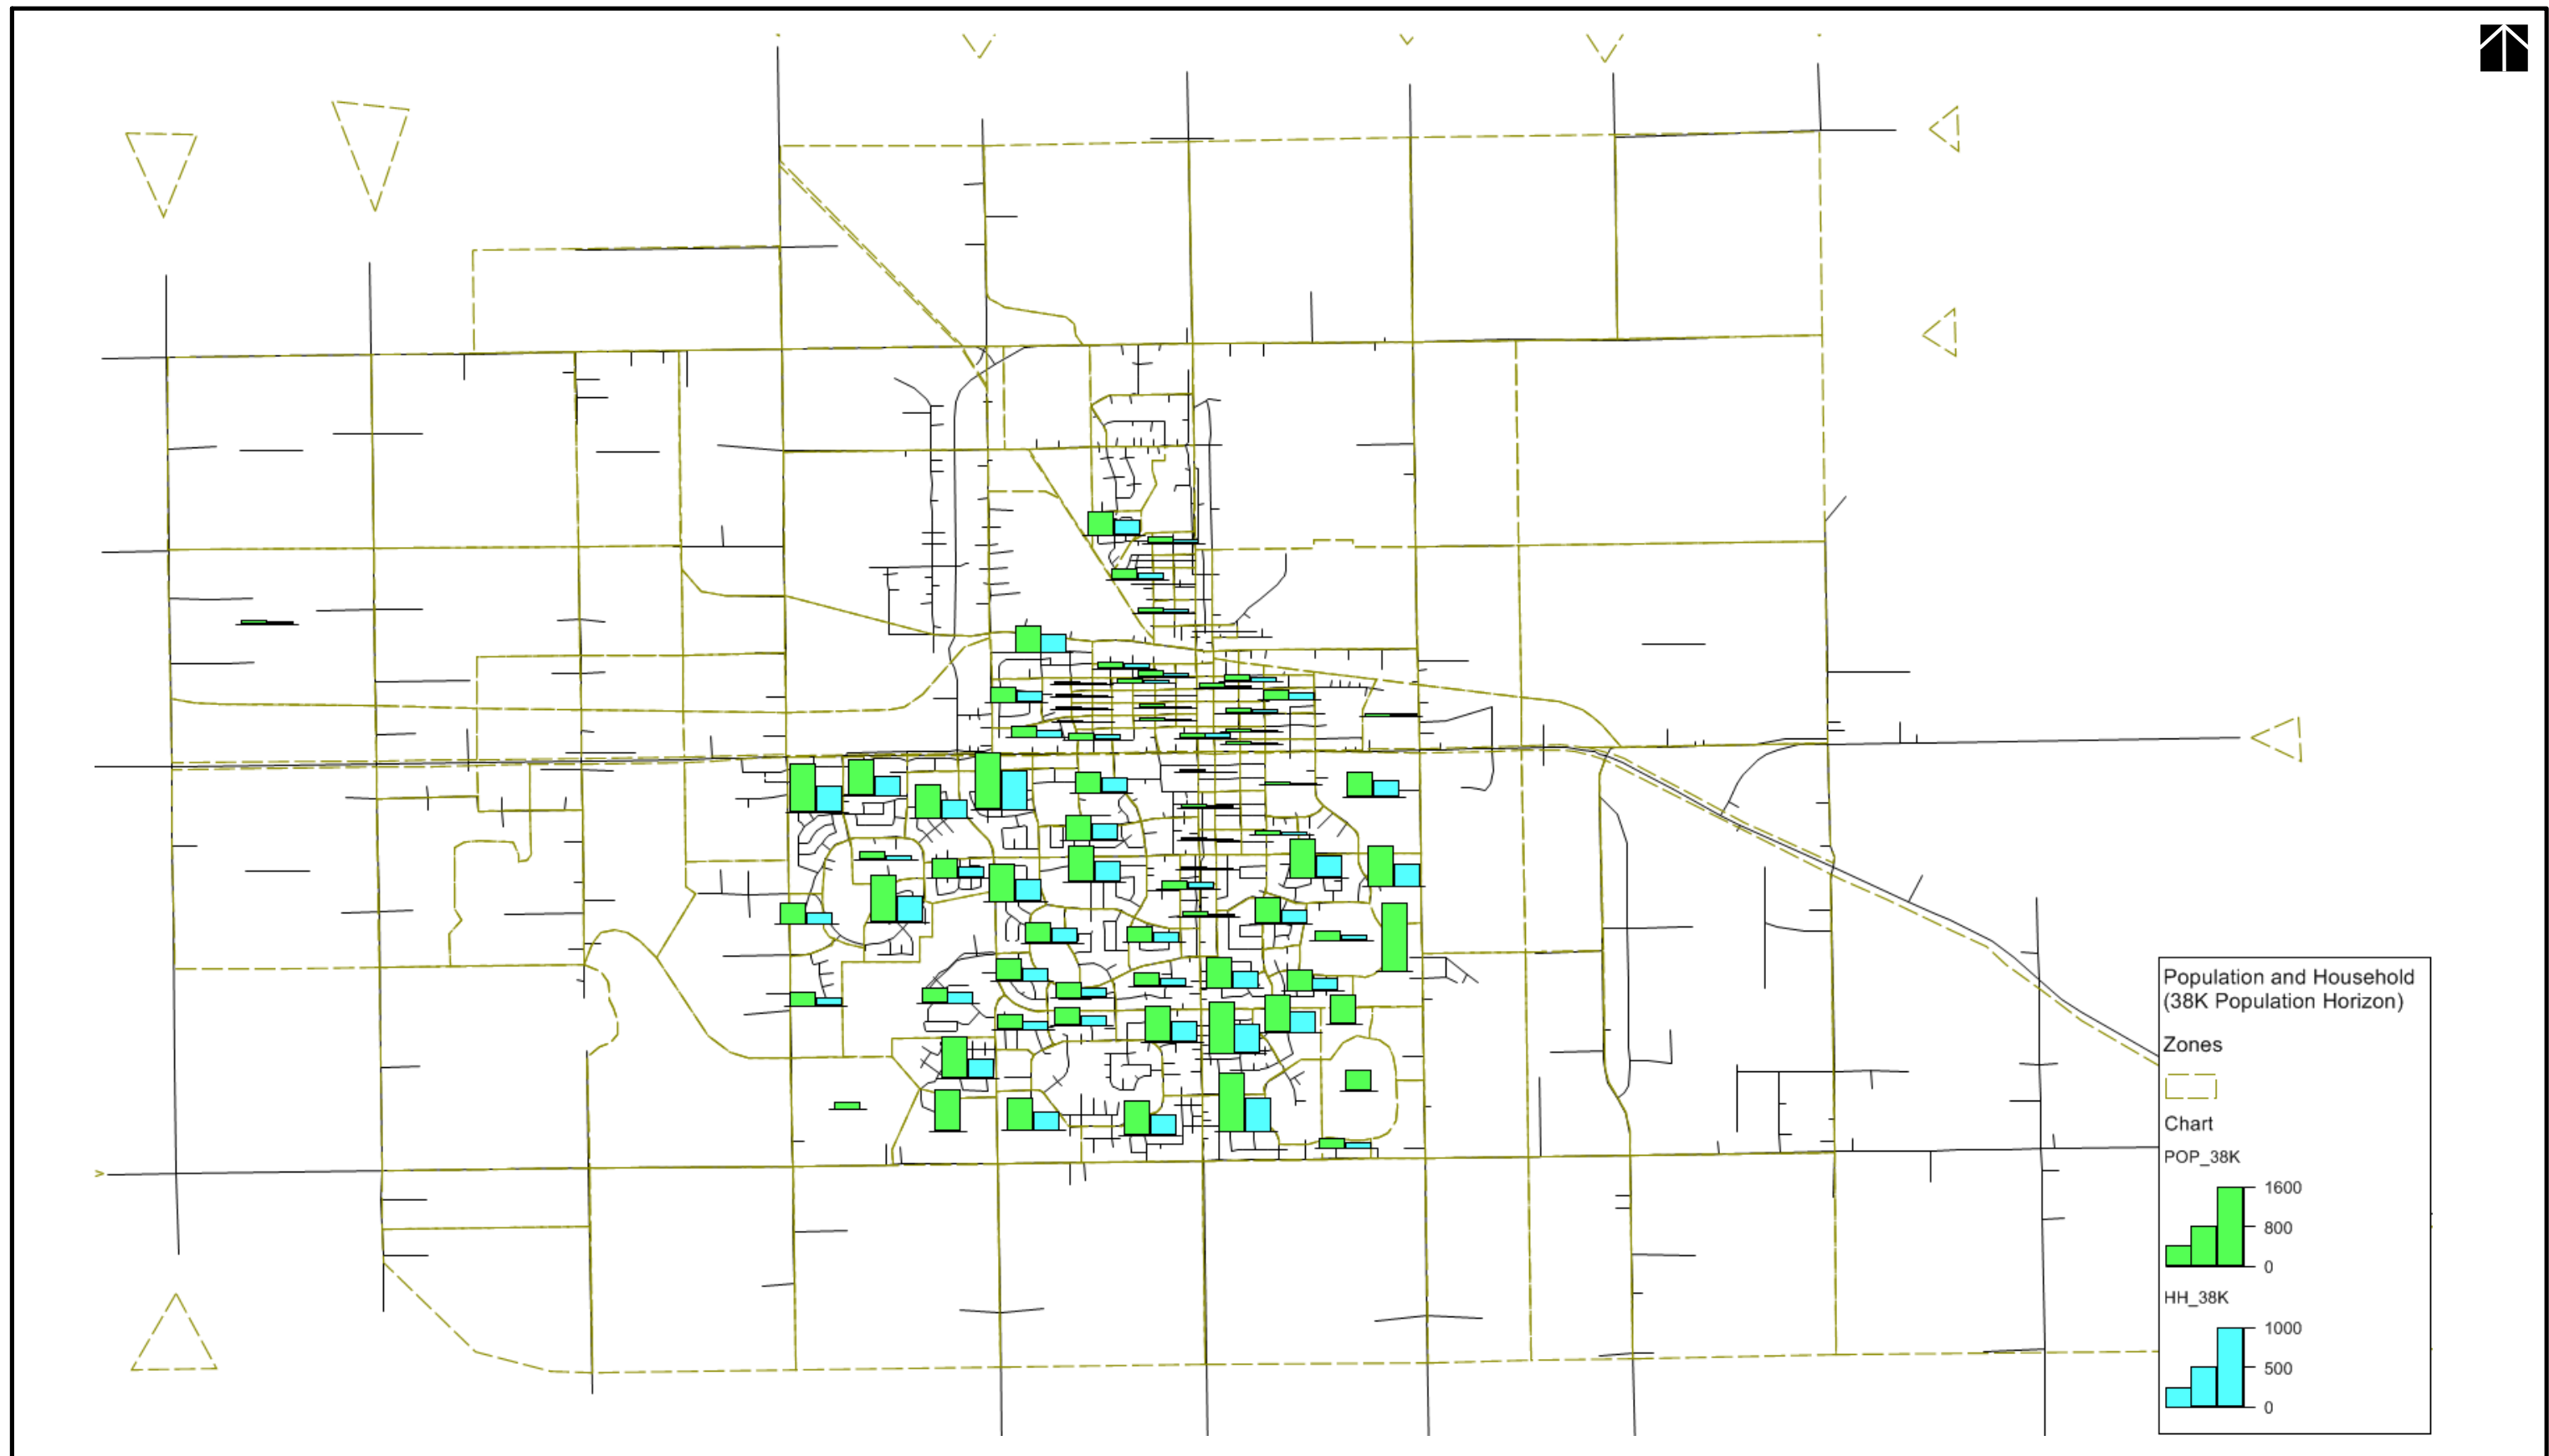 Population and Household
(38K Population Horizon)
Zones
Chart
POP_38K
1600
800
0
HH_38K
1000
500
0